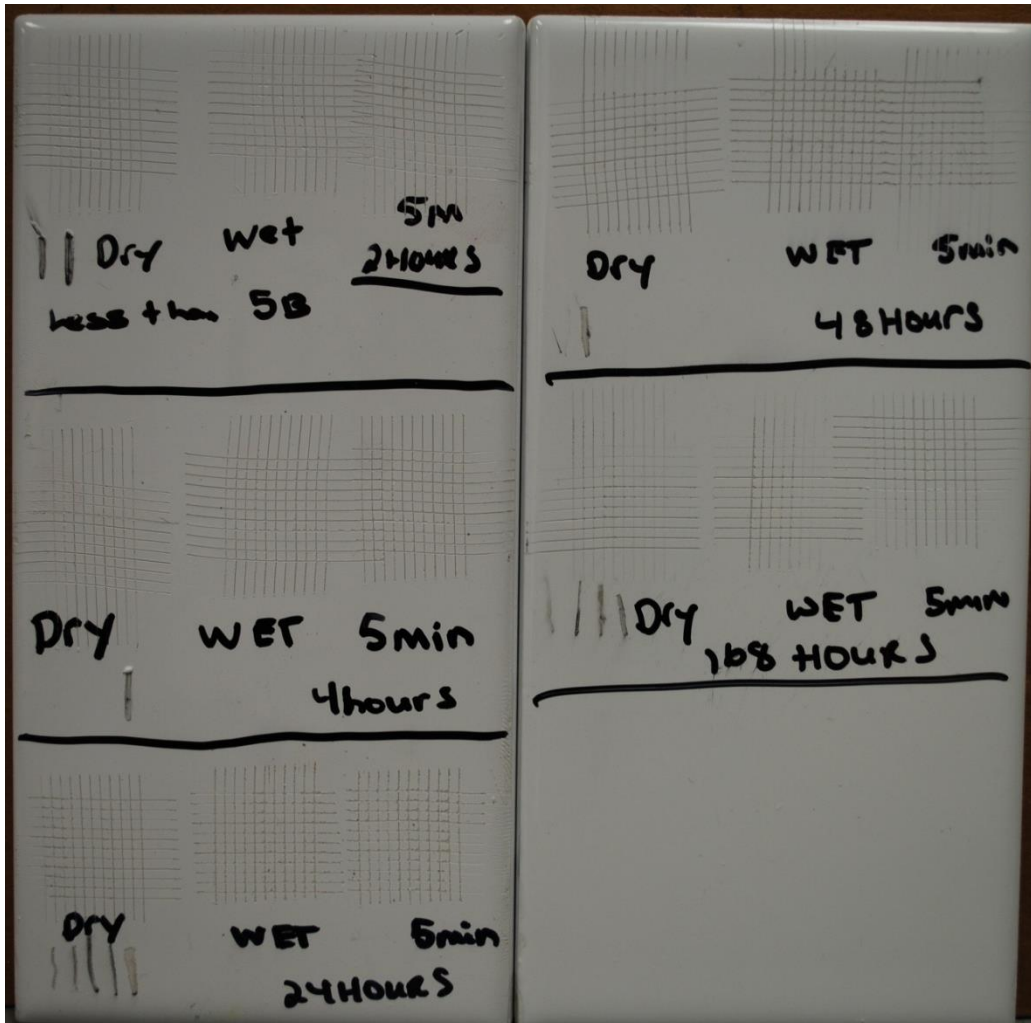 Dry wet 5m
2Hours
Less than 5B
Dry WET 5min
4hours
Dry WET 5min
24HOURS
Dry WET 5min
48HOURS
Dry WET 5min
168 HOURS